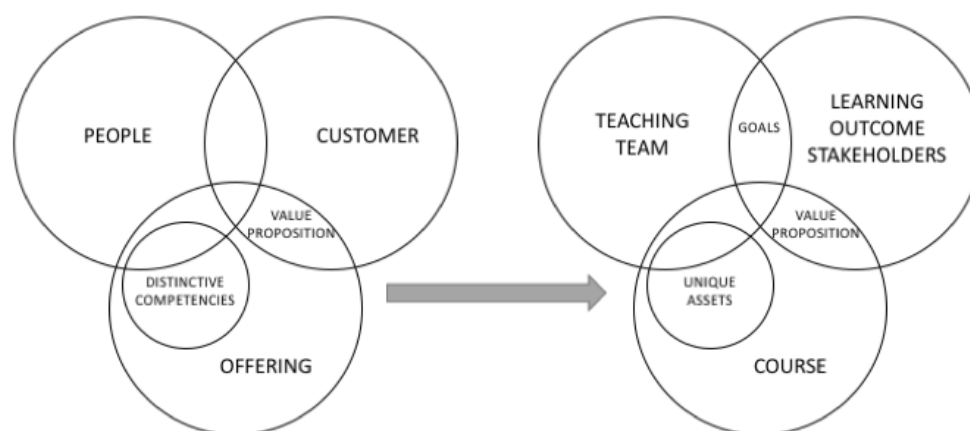 PEOPLE
CUSTOMER
VALUE
PROPOSITION
DISTINCTIVE
COMPETENCIES
OFFERING
TEACHING
TEAM
GOALS
LEARNING
OUTCOME
STAKEHOLDERS
VALUE
PROPOSITION
UNIQUE
ASSETS
COURSE